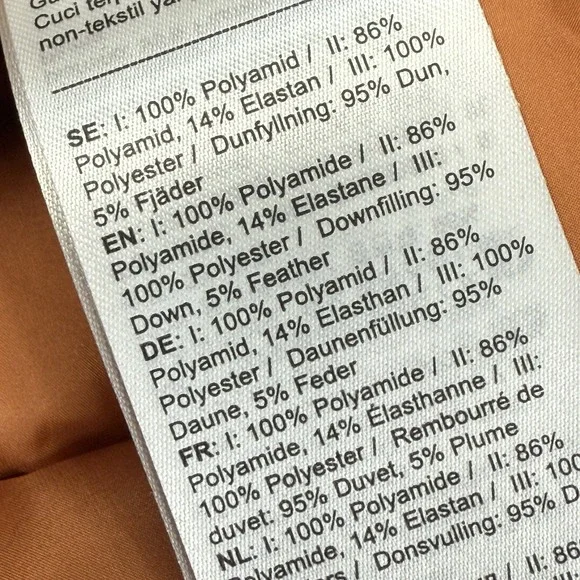 Cuci
non-tekstil
SE: I: 100% Polyamid / II: 86%
Polyamid, 14% Elastan / III: 100%
Polyester / Dunfyllning: 95% Dun,
5% Fjäder
EN: I: 100% Polyamide / II: 86%
Polyamide, 14% Elastane / III:
100% Polyester / Downfilling: 95%
Down, 5% Feather
DE: I: 100% Polyamid / II: 86%
Polyamid, 14% Elasthan / III: 100%
Polyester / Daunenfüllung: 95%
Daune, 5% Feder
FR: I: 100% Polyamide / II: 86%
Polyamide, 14% Élasthanne / III:
100% Polyester / Rembourré de
duvet: 95% Duvet, 5% Plume
NL: I: 100% Polyamide / II: 86%
Polyamide, 14% Elastan / III: 100
/ Donsvulling: 95% D
/ II: 86